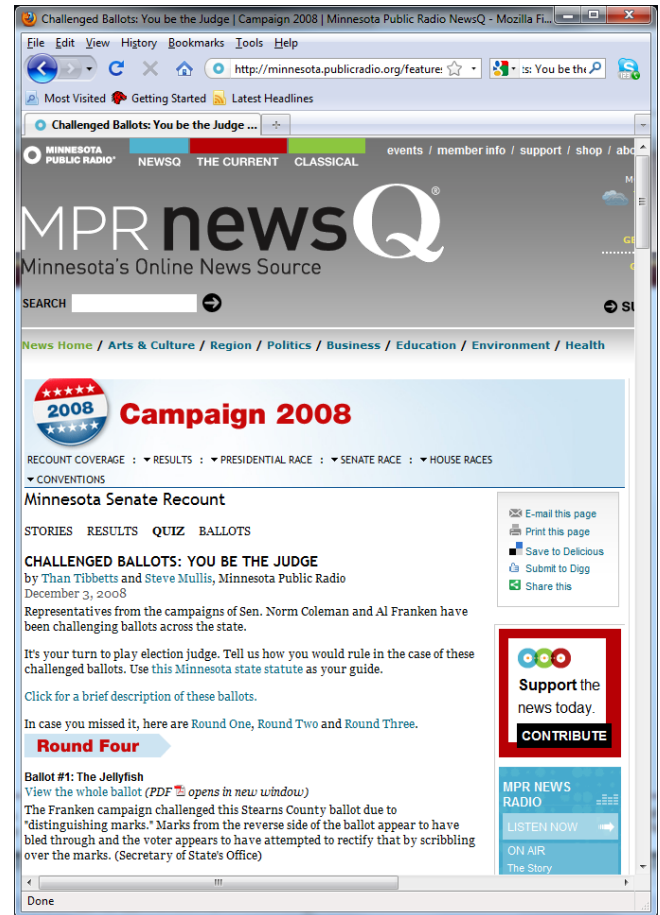 Challenged Ballots: You be the Judge | Campaign 2008 | Minnesota Public Radio NewsQ - Mozilla Fi...
File Edit View History Bookmarks Tools Help
http://minnesota.publicradio.org/feature: s: You be the
Most Visited Getting Started Latest Headlines
Challenged Ballots: You be the Judge ...
MINNESOTA PUBLIC RADIO® NEWSQ THE CURRENT CLASSICAL events / member info / support / shop / abo
MPR newsQ®
Minnesota's Online News Source
SEARCH SU
News Home / Arts & Culture / Region / Politics / Business / Education / Environment / Health
2008 Campaign 2008
RECOUNT COVERAGE : RESULTS : PRESIDENTIAL RACE : SENATE RACE : HOUSE RACES
CONVENTIONS
Minnesota Senate Recount
STORIES RESULTS QUIZ BALLOTS
CHALLENGED BALLOTS: YOU BE THE JUDGE
by Than Tibbetts and Steve Mullis, Minnesota Public Radio
December 3, 2008
Representatives from the campaigns of Sen. Norm Coleman and Al Franken have
been challenging ballots across the state.
It's your turn to play election judge. Tell us how you would rule in the case of these
challenged ballots. Use this Minnesota state statute as your guide.
Click for a brief description of these ballots.
In case you missed it, here are Round One, Round Two and Round Three.
Round Four
Ballot #1: The Jellyfish
View the whole ballot (PDF opens in new window)
The Franken campaign challenged this Stearns County ballot due to
"distinguishing marks." Marks from the reverse side of the ballot appear to have
bled through and the voter appears to have attempted to rectify that by scribbling
over the marks. (Secretary of State's Office)
E-mail this page
Print this page
Save to Delicious
Submit to Digg
Share this
Support the
news today.
CONTRIBUTE
MPR NEWS
RADIO
LISTEN NOW
ON AIR
The Story
Done